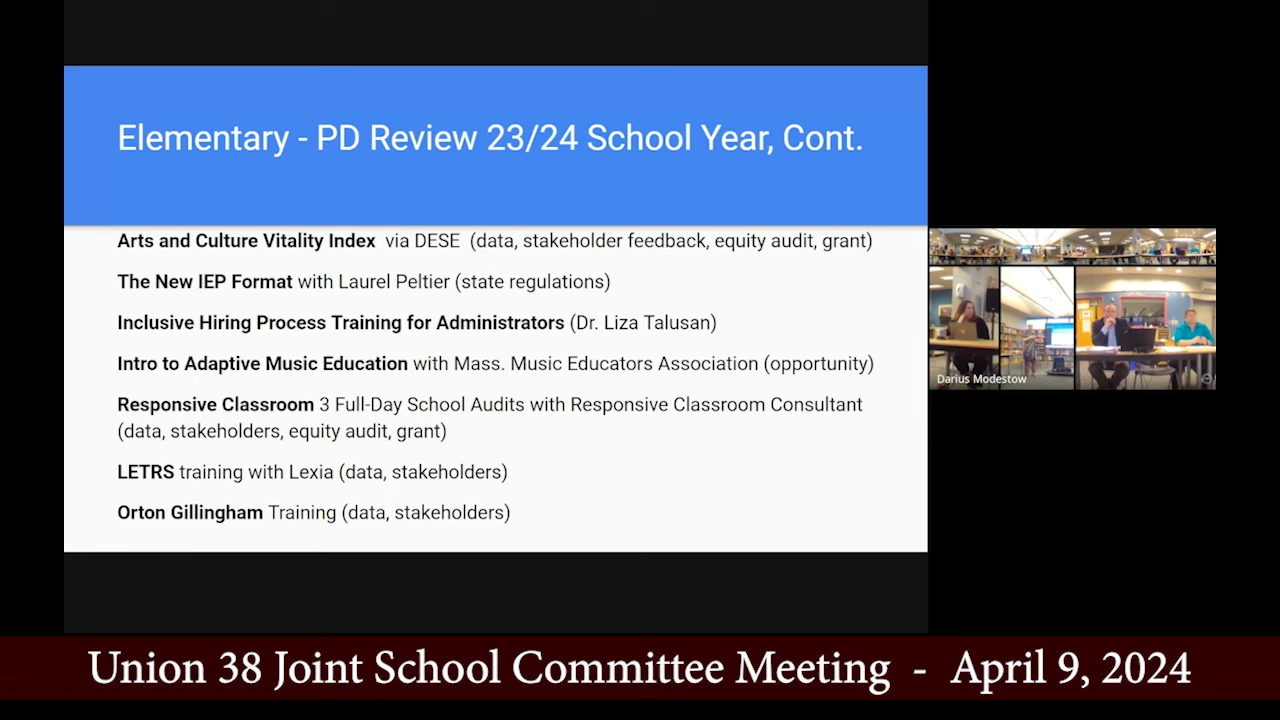 Elementary - PD Review 23/24 School Year, Cont.
Arts and Culture Vitality Index via DESE (data, stakeholder feedback, equity audit, grant)
The New IEP Format with Laurel Peltier (state regulations)
Inclusive Hiring Process Training for Administrators (Dr. Liza Talusan)
Intro to Adaptive Music Education with Mass. Music Educators Association (opportunity)
Responsive Classroom 3 Full-Day School Audits with Responsive Classroom Consultant
(data, stakeholders, equity audit, grant)
LETRS training with Lexia (data, stakeholders)
Orton Gillingham Training (data, stakeholders)
Darius Modestow
Union 38 Joint School Committee Meeting - April 9, 2024